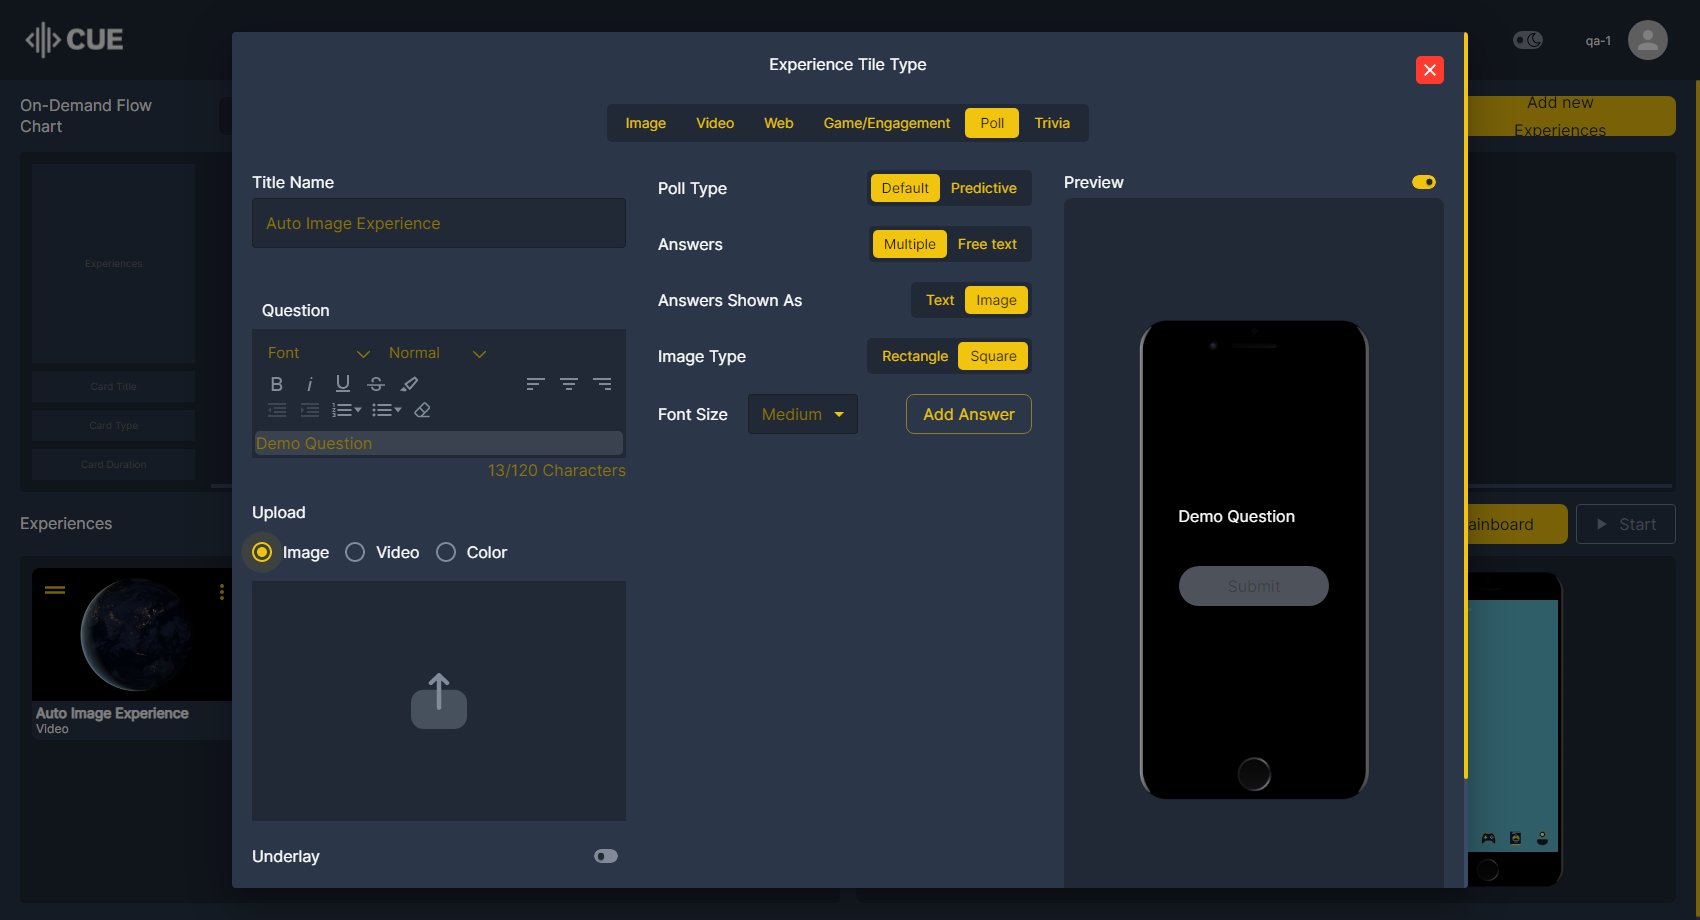 CUE
qa-1
On-Demand Flow
Chart
Add new
Experiences
Experiences
Card Title
Card Type
Card Duration
Experiences
Auto Image Experience
Video
ainboard
Start
Experience Tile Type
Image Video Web Game/Engagement Poll Trivia
Title Name
Auto Image Experience
Question
Font Normal
Demo Question
13/120 Characters
Upload
Image Video Color
Underlay
Poll Type Default Predictive
Answers Multiple Free text
Answers Shown As Text Image
Image Type Rectangle Square
Font Size Medium Add Answer
Preview
Demo Question
Submit